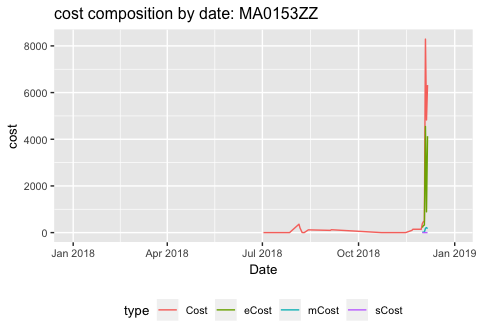 cost composition by date: MA0153ZZ
8000
6000
4000
2000
0
cost
Jan 2018 Apr 2018 Jul 2018 Oct 2018 Jan 2019
Date
type Cost eCost mCost sCost